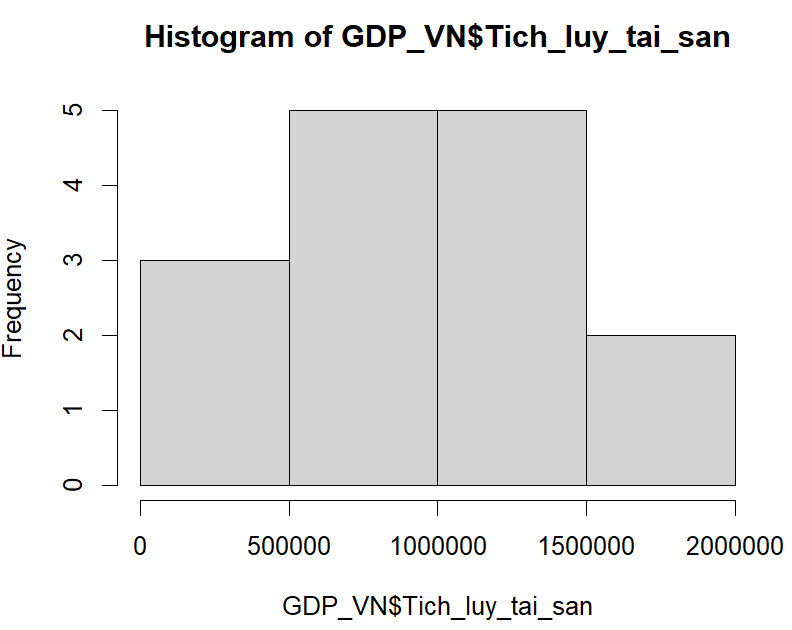 Histogram of GDP_VN$Tich_luy_tai_san
5
4
3
2
1
0
Frequency
0 500000 1000000 1500000 2000000
GDP_VN$Tich_luy_tai_san